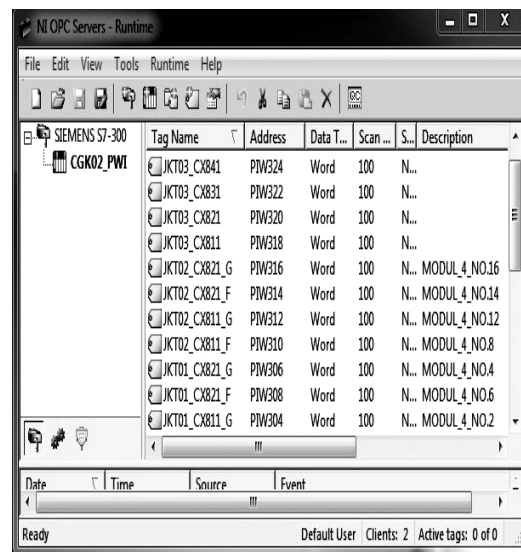 NI OPC Servers - Runtime
File Edit View Tools Runtime Help
SIEMENS S7-300
CGK02_PWI
Tag Name Address Data T... Scan ... S... Description
JKT03_CX841 PIW324 Word 100 N...
JKT03_CX831 PIW322 Word 100 N...
JKT03_CX821 PIW320 Word 100 N...
JKT03_CX811 PIW318 Word 100 N...
JKT02_CX821_G PIW316 Word 100 N... MODUL_4_NO.16
JKT02_CX821_F PIW314 Word 100 N... MODUL_4_NO.14
JKT02_CX811_G PIW312 Word 100 N... MODUL_4_NO.12
JKT02_CX811_F PIW310 Word 100 N... MODUL_4_NO.8
JKT01_CX821_G PIW306 Word 100 N... MODUL_4_NO.4
JKT01_CX821_F PIW308 Word 100 N... MODUL_4_NO.6
JKT01_CX811_G PIW304 Word 100 N... MODUL_4_NO.2
Date Time Source Event
Ready Default User Clients: 2 Active tags: 0 of 0